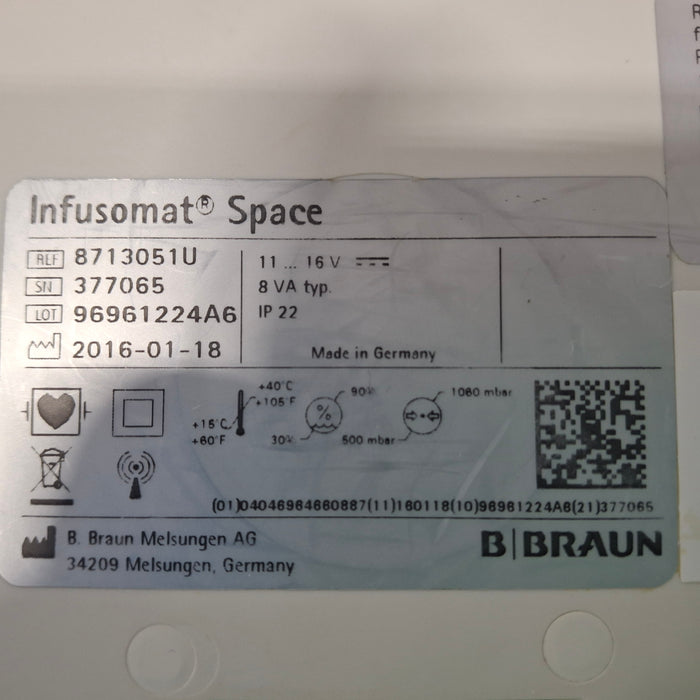 Infusomat® Space
REF 8713051U
SN 377065
LOT 96961224A6
2016-01-18
11 ... 16 V
8 VA typ.
IP 22
Made in Germany
+40°C
+105°F
+15°C
+60°F
%
90%
30%
1060 mbar
500 mbar
(01)04046964660887(11)160118(10)96961224A6(21)377065
B. Braun Melsungen AG
34209 Melsungen, Germany
B|BRAUN
R
f